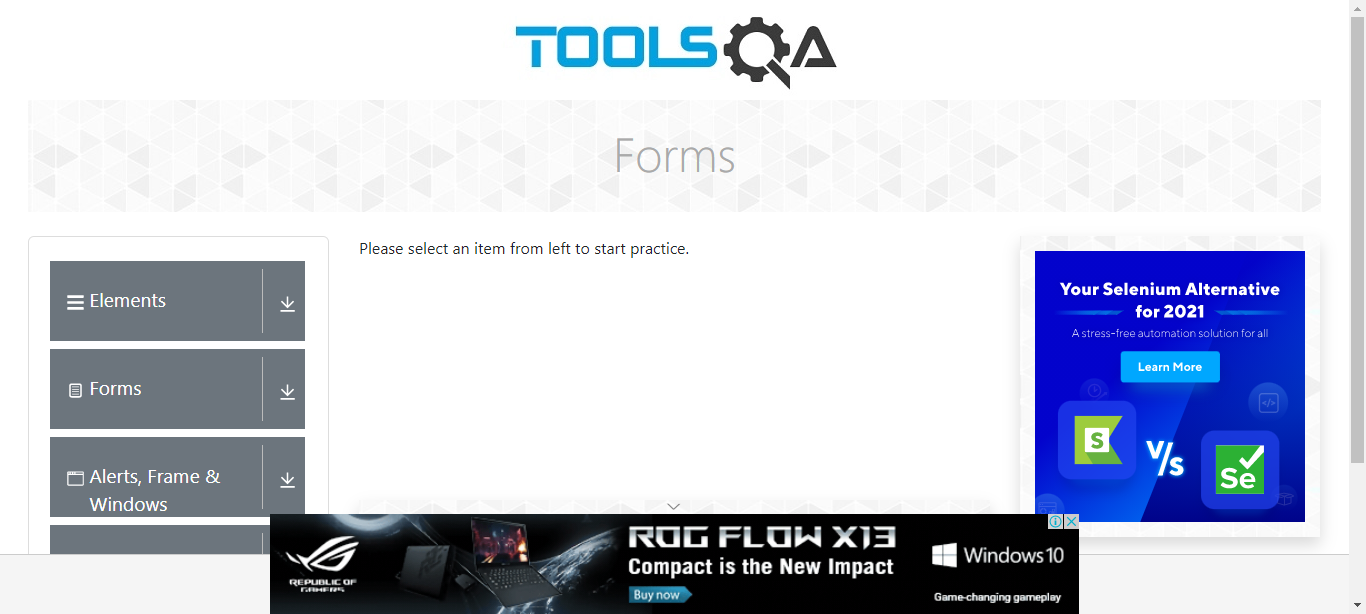 TOOLSQA
Forms
Elements
Forms
Alerts, Frame &
Windows
Please select an item from left to start practice.
Your Selenium Alternative
for 2021
A stress-free automation solution for all
Learn More
S
V/s
Se
REPUBLIC OF
GAMERS
ROG FLOW X13
Compact is the New Impact
Buy now
Windows 10
Game-changing gameplay